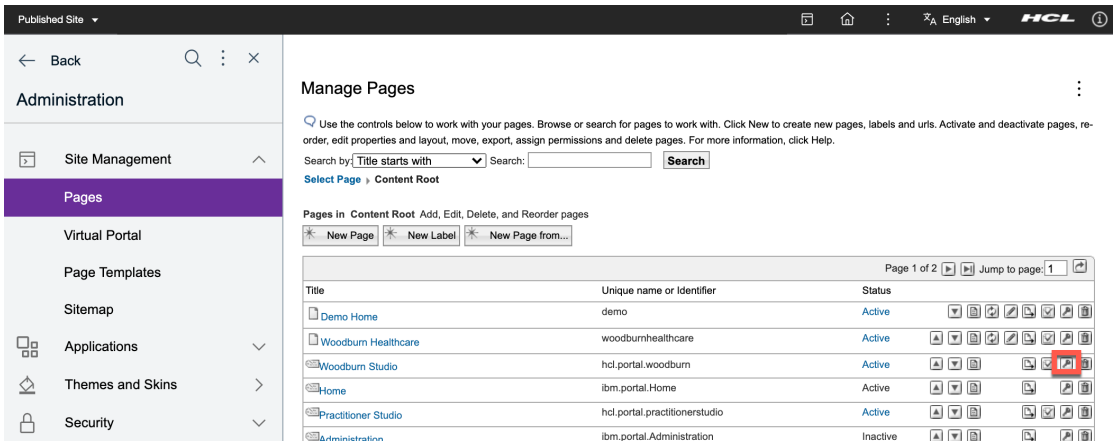 Published Site
English
HCL
Back
Administration
Site Management
Pages
Virtual Portal
Page Templates
Sitemap
Applications
Themes and Skins
Security
Manage Pages
Use the controls below to work with your pages. Browse or search for pages to work with. Click New to create new pages, labels and urls. Activate and deactivate pages, re-
order, edit properties and layout, move, export, assign permissions and delete pages. For more information, click Help.
Search by: Title starts with Search: Search
Select Page Content Root
Pages in Content Root Add, Edit, Delete, and Reorder pages
New Page New Label New Page from...
Page 1 of 2 Jump to page: 1
Title Unique name or Identifier Status
Demo Home demo Active
Woodburn Healthcare woodburnhealthcare Active
Woodburn Studio hcl.portal.woodburn Active
Home ibm.portal.Home Active
Practitioner Studio hcl.portal.practitionerstudio Active
Administration ibm.portal.Administration Inactive